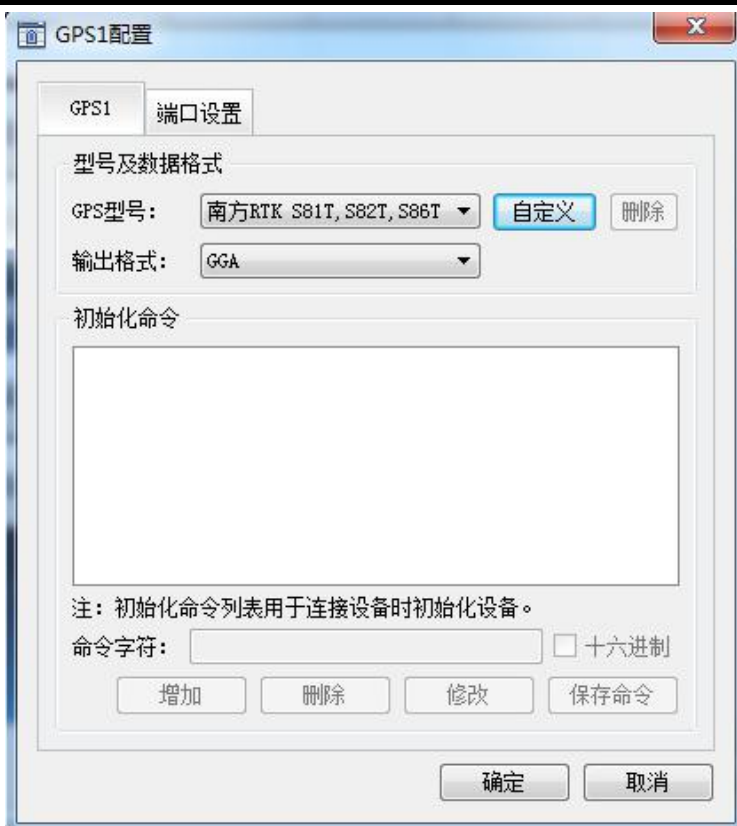 GPS1配置
GPS1 端口设置
型号及数据格式
GPS型号: 南方RTK S81T,S82T,S86T 自定义 删除
输出格式: GGA
初始化命令
注: 初始化命令列表用于连接设备时初始化设备。
命令字符: 十六进制
增加 删除 修改 保存命令
确定 取消